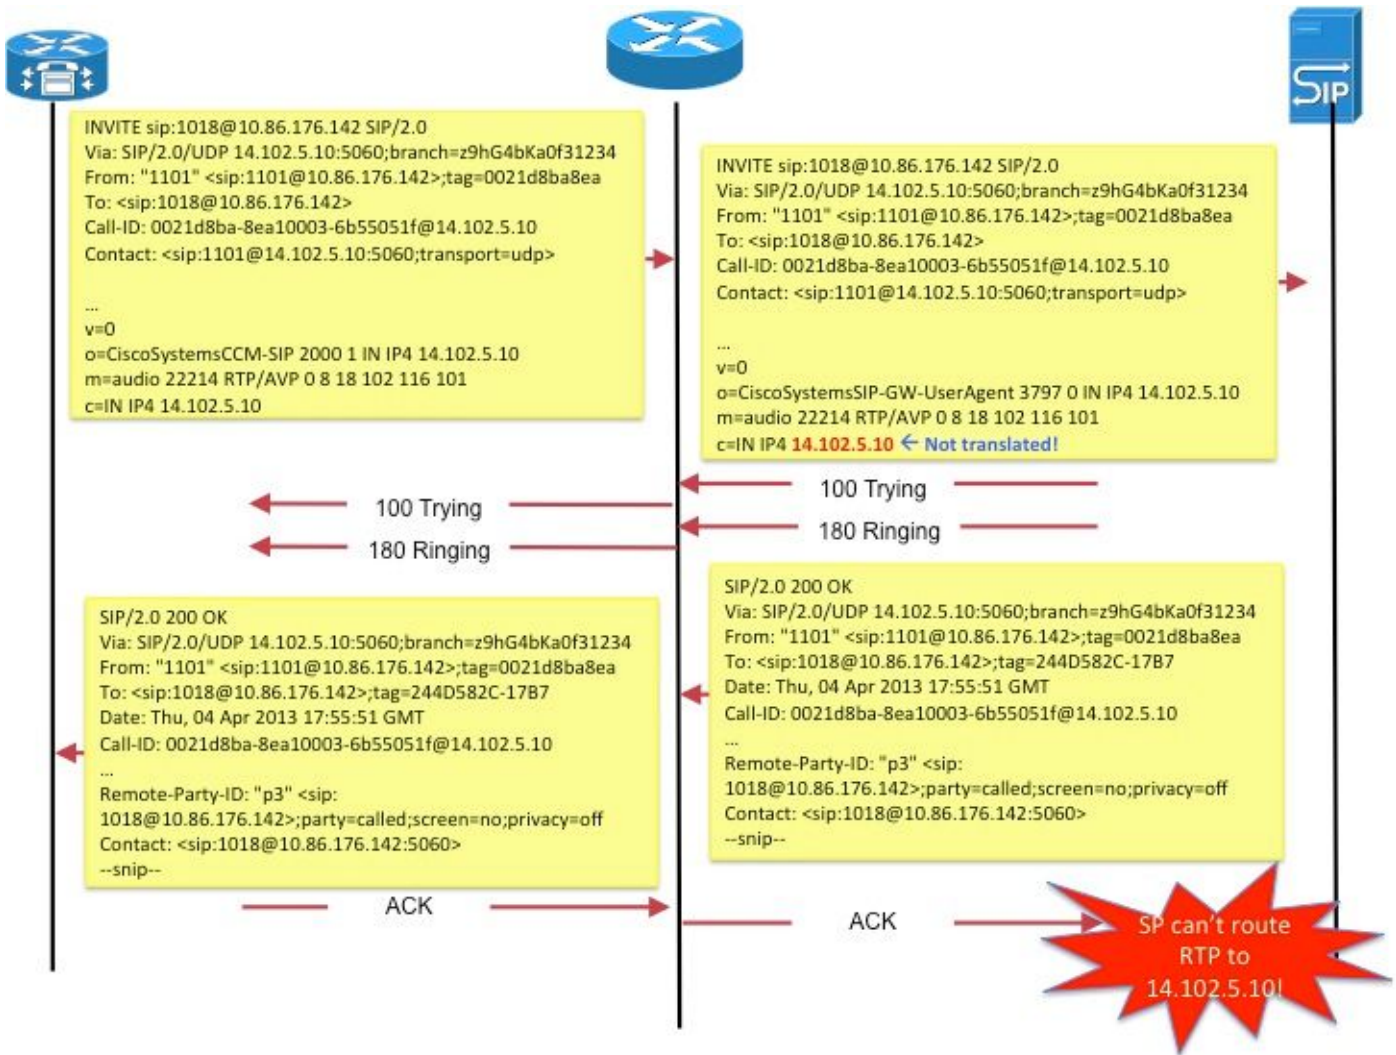 SIP
INVITE sip:1018@10.86.176.142 SIP/2.0
Via: SIP/2.0/UDP 14.102.5.10:5060;branch=z9hG4bKa0f31234
From: "1101" <sip:1101@10.86.176.142>;tag=0021d8ba8ea
To: <sip:1018@10.86.176.142>
Call-ID: 0021d8ba-8ea10003-6b55051f@14.102.5.10
Contact: <sip:1101@14.102.5.10:5060;transport=udp>
...
v=0
o=CiscoSystemsCCM-SIP 2000 1 IN IP4 14.102.5.10
m=audio 22214 RTP/AVP 0 8 18 102 116 101
c=IN IP4 14.102.5.10
INVITE sip:1018@10.86.176.142 SIP/2.0
Via: SIP/2.0/UDP 14.102.5.10:5060;branch=z9hG4bKa0f31234
From: "1101" <sip:1101@10.86.176.142>;tag=0021d8ba8ea
To: <sip:1018@10.86.176.142>
Call-ID: 0021d8ba-8ea10003-6b55051f@14.102.5.10
Contact: <sip:1101@14.102.5.10:5060;transport=udp>
...
v=0
o=CiscoSystemsSIP-GW-UserAgent 3797 0 IN IP4 14.102.5.10
m=audio 22214 RTP/AVP 0 8 18 102 116 101
c=IN IP4 14.102.5.10 ← Not translated!
100 Trying
100 Trying
180 Ringing
180 Ringing
SIP/2.0 200 OK
Via: SIP/2.0/UDP 14.102.5.10:5060;branch=z9hG4bKa0f31234
From: "1101" <sip:1101@10.86.176.142>;tag=0021d8ba8ea
To: <sip:1018@10.86.176.142>;tag=244D582C-17B7
Date: Thu, 04 Apr 2013 17:55:51 GMT
Call-ID: 0021d8ba-8ea10003-6b55051f@14.102.5.10
...
Remote-Party-ID: "p3" <sip:
1018@10.86.176.142>;party=called;screen=no;privacy=off
Contact: <sip:1018@10.86.176.142:5060>
--snip--
SIP/2.0 200 OK
Via: SIP/2.0/UDP 14.102.5.10:5060;branch=z9hG4bKa0f31234
From: "1101" <sip:1101@10.86.176.142>;tag=0021d8ba8ea
To: <sip:1018@10.86.176.142>;tag=244D582C-17B7
Date: Thu, 04 Apr 2013 17:55:51 GMT
Call-ID: 0021d8ba-8ea10003-6b55051f@14.102.5.10
...
Remote-Party-ID: "p3" <sip:
1018@10.86.176.142>;party=called;screen=no;privacy=off
Contact: <sip:1018@10.86.176.142:5060>
--snip--
ACK
ACK
SP can't route
RTP to
14.102.5.10!